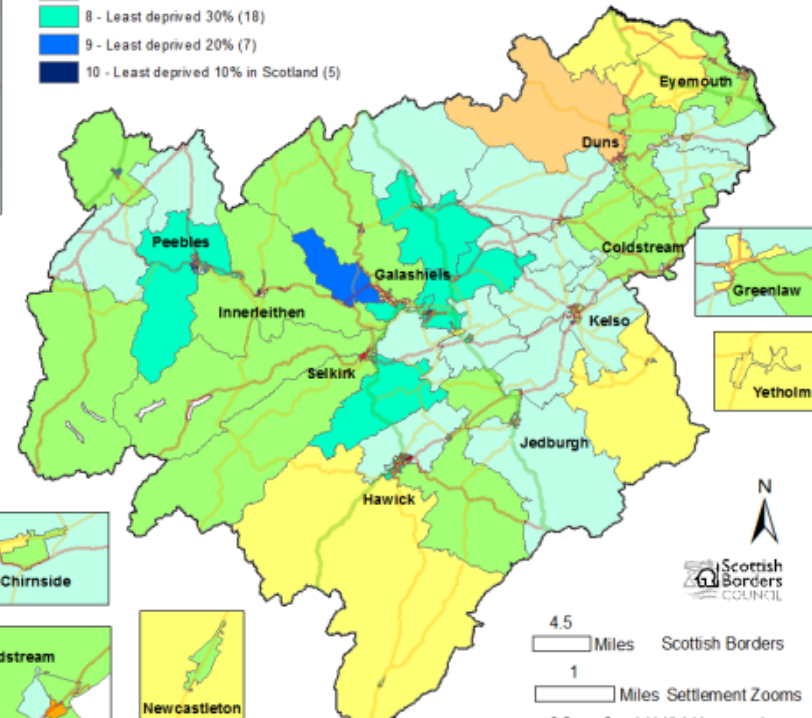 8 - Least deprived 30% (18)
9 - Least deprived 20% (7)
10 - Least deprived 10% in Scotland (5)
Eyemouth
Duns
Peebles
Coldstream
Galashiels
Greenlaw
Innerleithen
Kelso
Selkirk
Yetholm
Jedburgh
Hawick
N
Scottish
Borders
COUNCIL
Chirnside
4.5
Miles Scottish Borders
dstream
1
Miles Settlement Zooms
Newcastleton